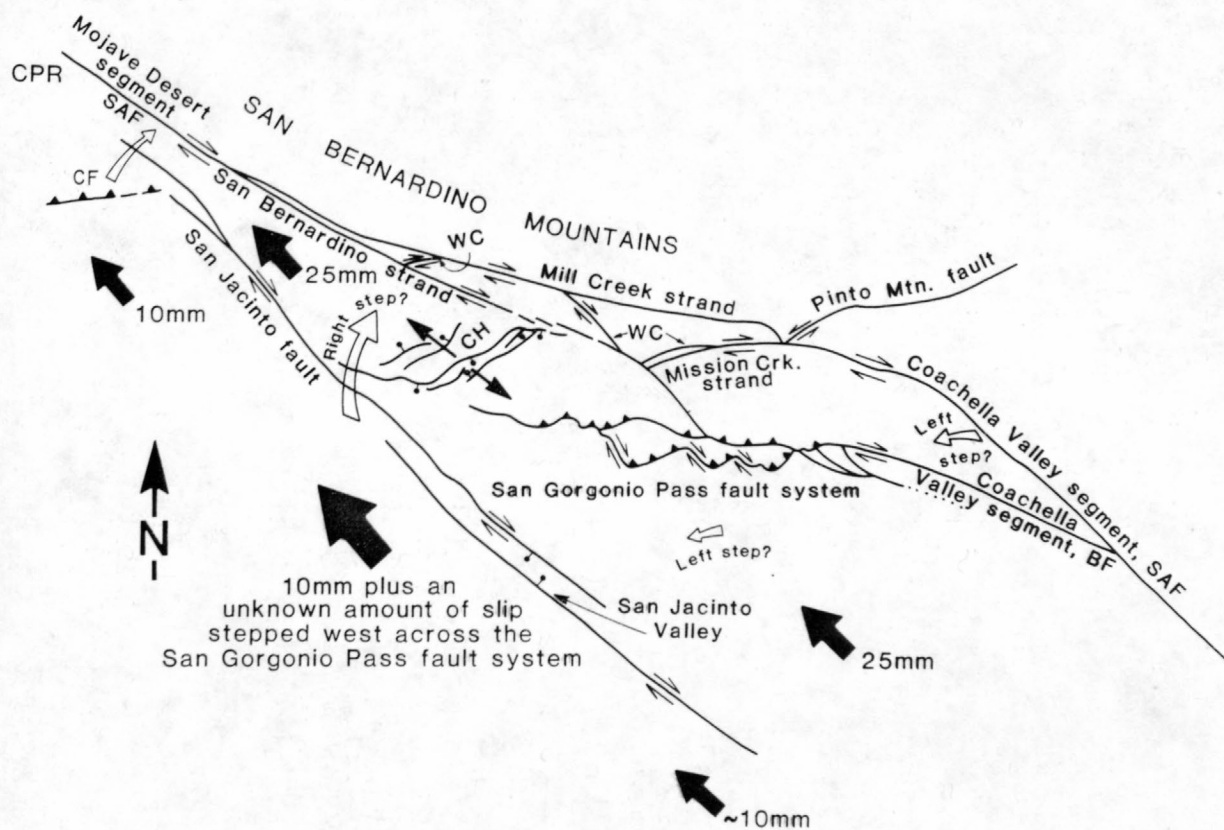 Mojave Desert
segment
CPR
SAF
SAN BERNARDINO MOUNTAINS
CF
San Bernardino strand
WC
25mm
10mm
San Jacinto fault
Right step?
CH
Mill Creek strand
Pinto Mtn. fault
WC
Mission Crk.
strand
Coachella Valley segment, SAF
Left
step?
Coachella
Valley segment, BF
San Gorgonio Pass fault system
Left step?
N
10mm plus an
unknown amount of slip
stepped west across the
San Gorgonio Pass fault system
San Jacinto
Valley
25mm
~10mm